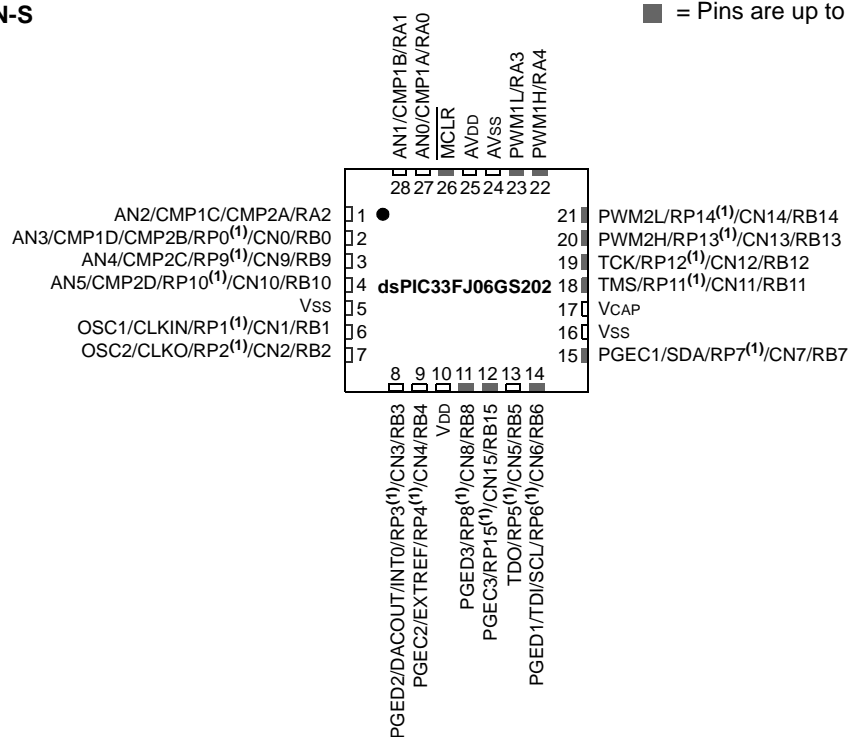 N-S
= Pins are up to
AN1/CMP1B/RA1
AN0/CMP1A/RA0
MCLR
AVDD
AVSS
PWM1L/RA3
PWM1H/RA4
28 27 26 25 24 23 22
AN2/CMP1C/CMP2A/RA2 1
AN3/CMP1D/CMP2B/RP0(1)/CN0/RB0 2
AN4/CMP2C/RP9(1)/CN9/RB9 3
AN5/CMP2D/RP10(1)/CN10/RB10 4
VSS 5
OSC1/CLKIN/RP1(1)/CN1/RB1 6
OSC2/CLKO/RP2(1)/CN2/RB2 7
dsPIC33FJ06GS202
21 PWM2L/RP14(1)/CN14/RB14
20 PWM2H/RP13(1)/CN13/RB13
19 TCK/RP12(1)/CN12/RB12
18 TMS/RP11(1)/CN11/RB11
17 VCAP
16 VSS
15 PGEC1/SDA/RP7(1)/CN7/RB7
8 9 10 11 12 13 14
PGED2/DACOUT/INT0/RP3(1)/CN3/RB3
PGEC2/EXTREF/RP4(1)/CN4/RB4
VDD
PGED3/RP8(1)/CN8/RB8
PGEC3/RP15(1)/CN15/RB15
TDO/RP5(1)/CN5/RB5
PGED1/TDI/SCL/RP6(1)/CN6/RB6